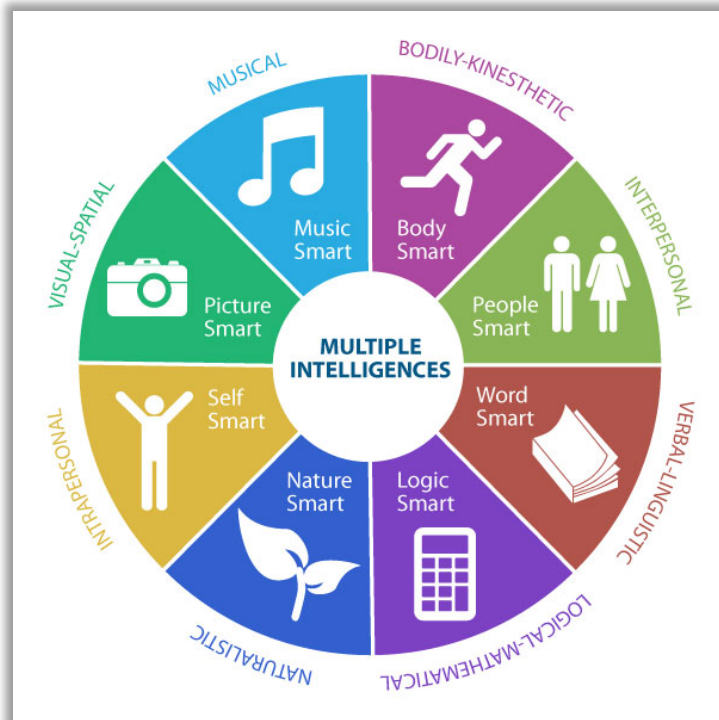 MULTIPLE
INTELLIGENCES
MUSICAL
Music
Smart
BODILY-KINESTHETIC
Body
Smart
INTERPERSONAL
People
Smart
VERBAL-LINGUISTIC
Word
Smart
LOGICAL-MATHEMATICAL
Logic
Smart
NATURALISTIC
Nature
Smart
INTRAPERSONAL
Self
Smart
VISUAL-SPATIAL
Picture
Smart